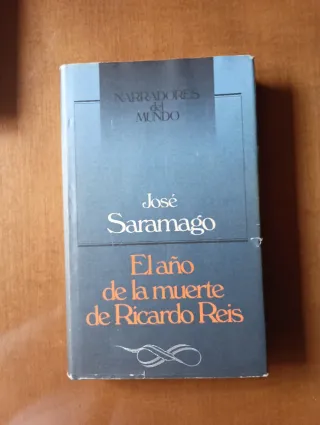 NARRADORES
del
MUNDO
José
Saramago
El año
de la muerte
de Ricardo Reis